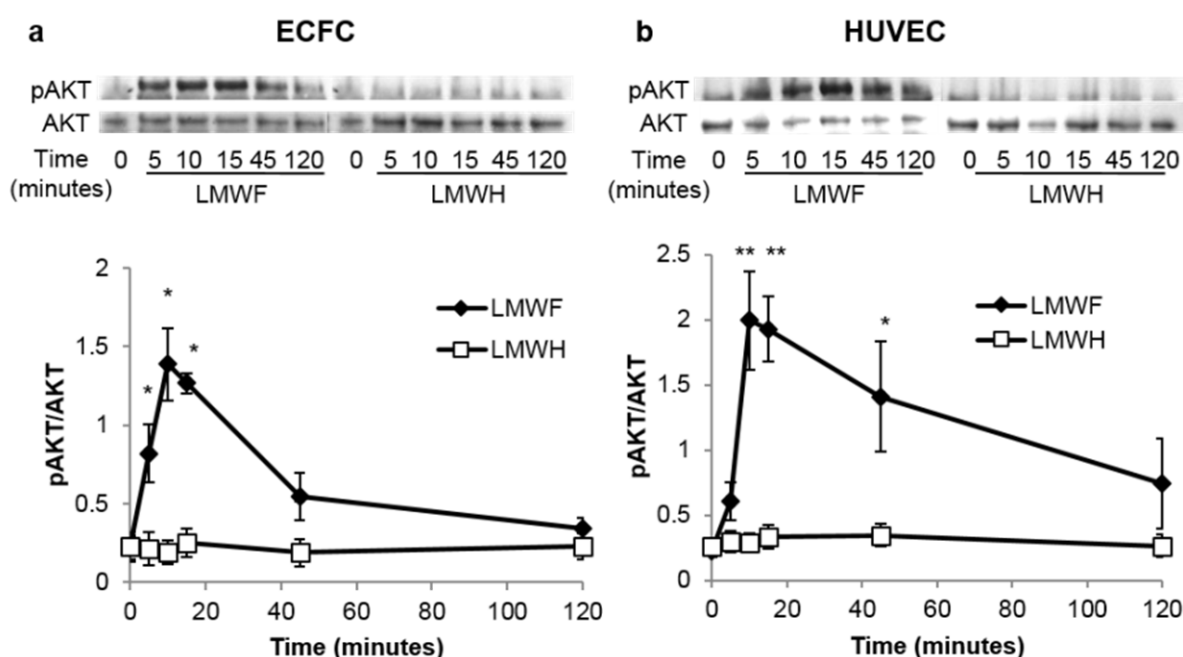 a ECFC
pAKT
AKT
Time 0 5 10 15 45 120 0 5 10 15 45 120
(minutes) LMWF LMWH
2
1.5
1
0.5
0
pAKT/AKT
*
*
*
LMWF
LMWH
0 20 40 60 80 100 120
Time (minutes)
b HUVEC
pAKT
AKT
Time 0 5 10 15 45 120 0 5 10 15 45 120
(minutes) LMWF LMWH
2.5
2
1.5
1
0.5
0
pAKT/AKT
** **
*
LMWF
LMWH
0 20 40 60 80 100 120
Time (minutes)